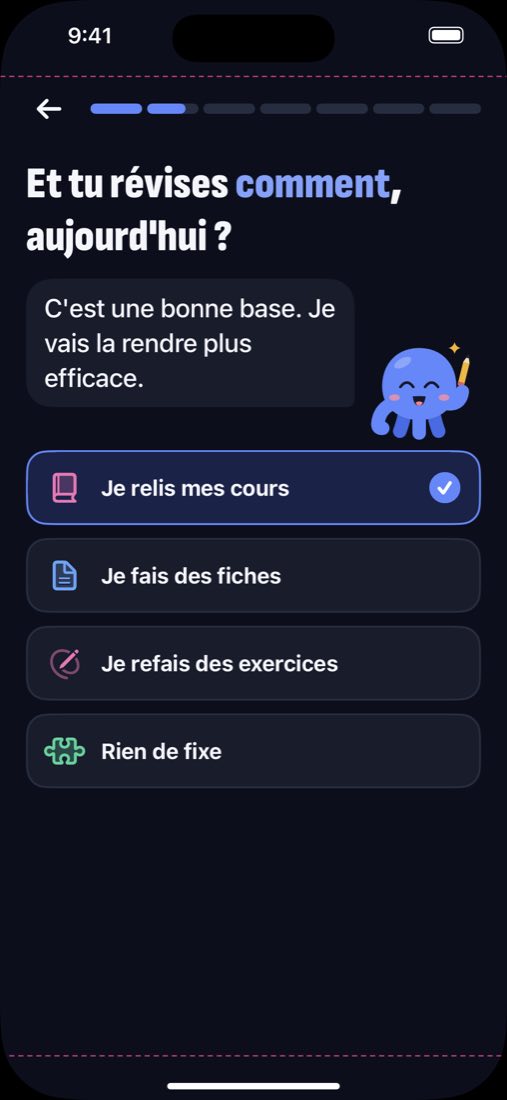 9:41
Et tu révises comment,
aujourd'hui ?
C'est une bonne base. Je
vais la rendre plus
efficace.
Je relis mes cours
Je fais des fiches
Je refais des exercices
Rien de fixe